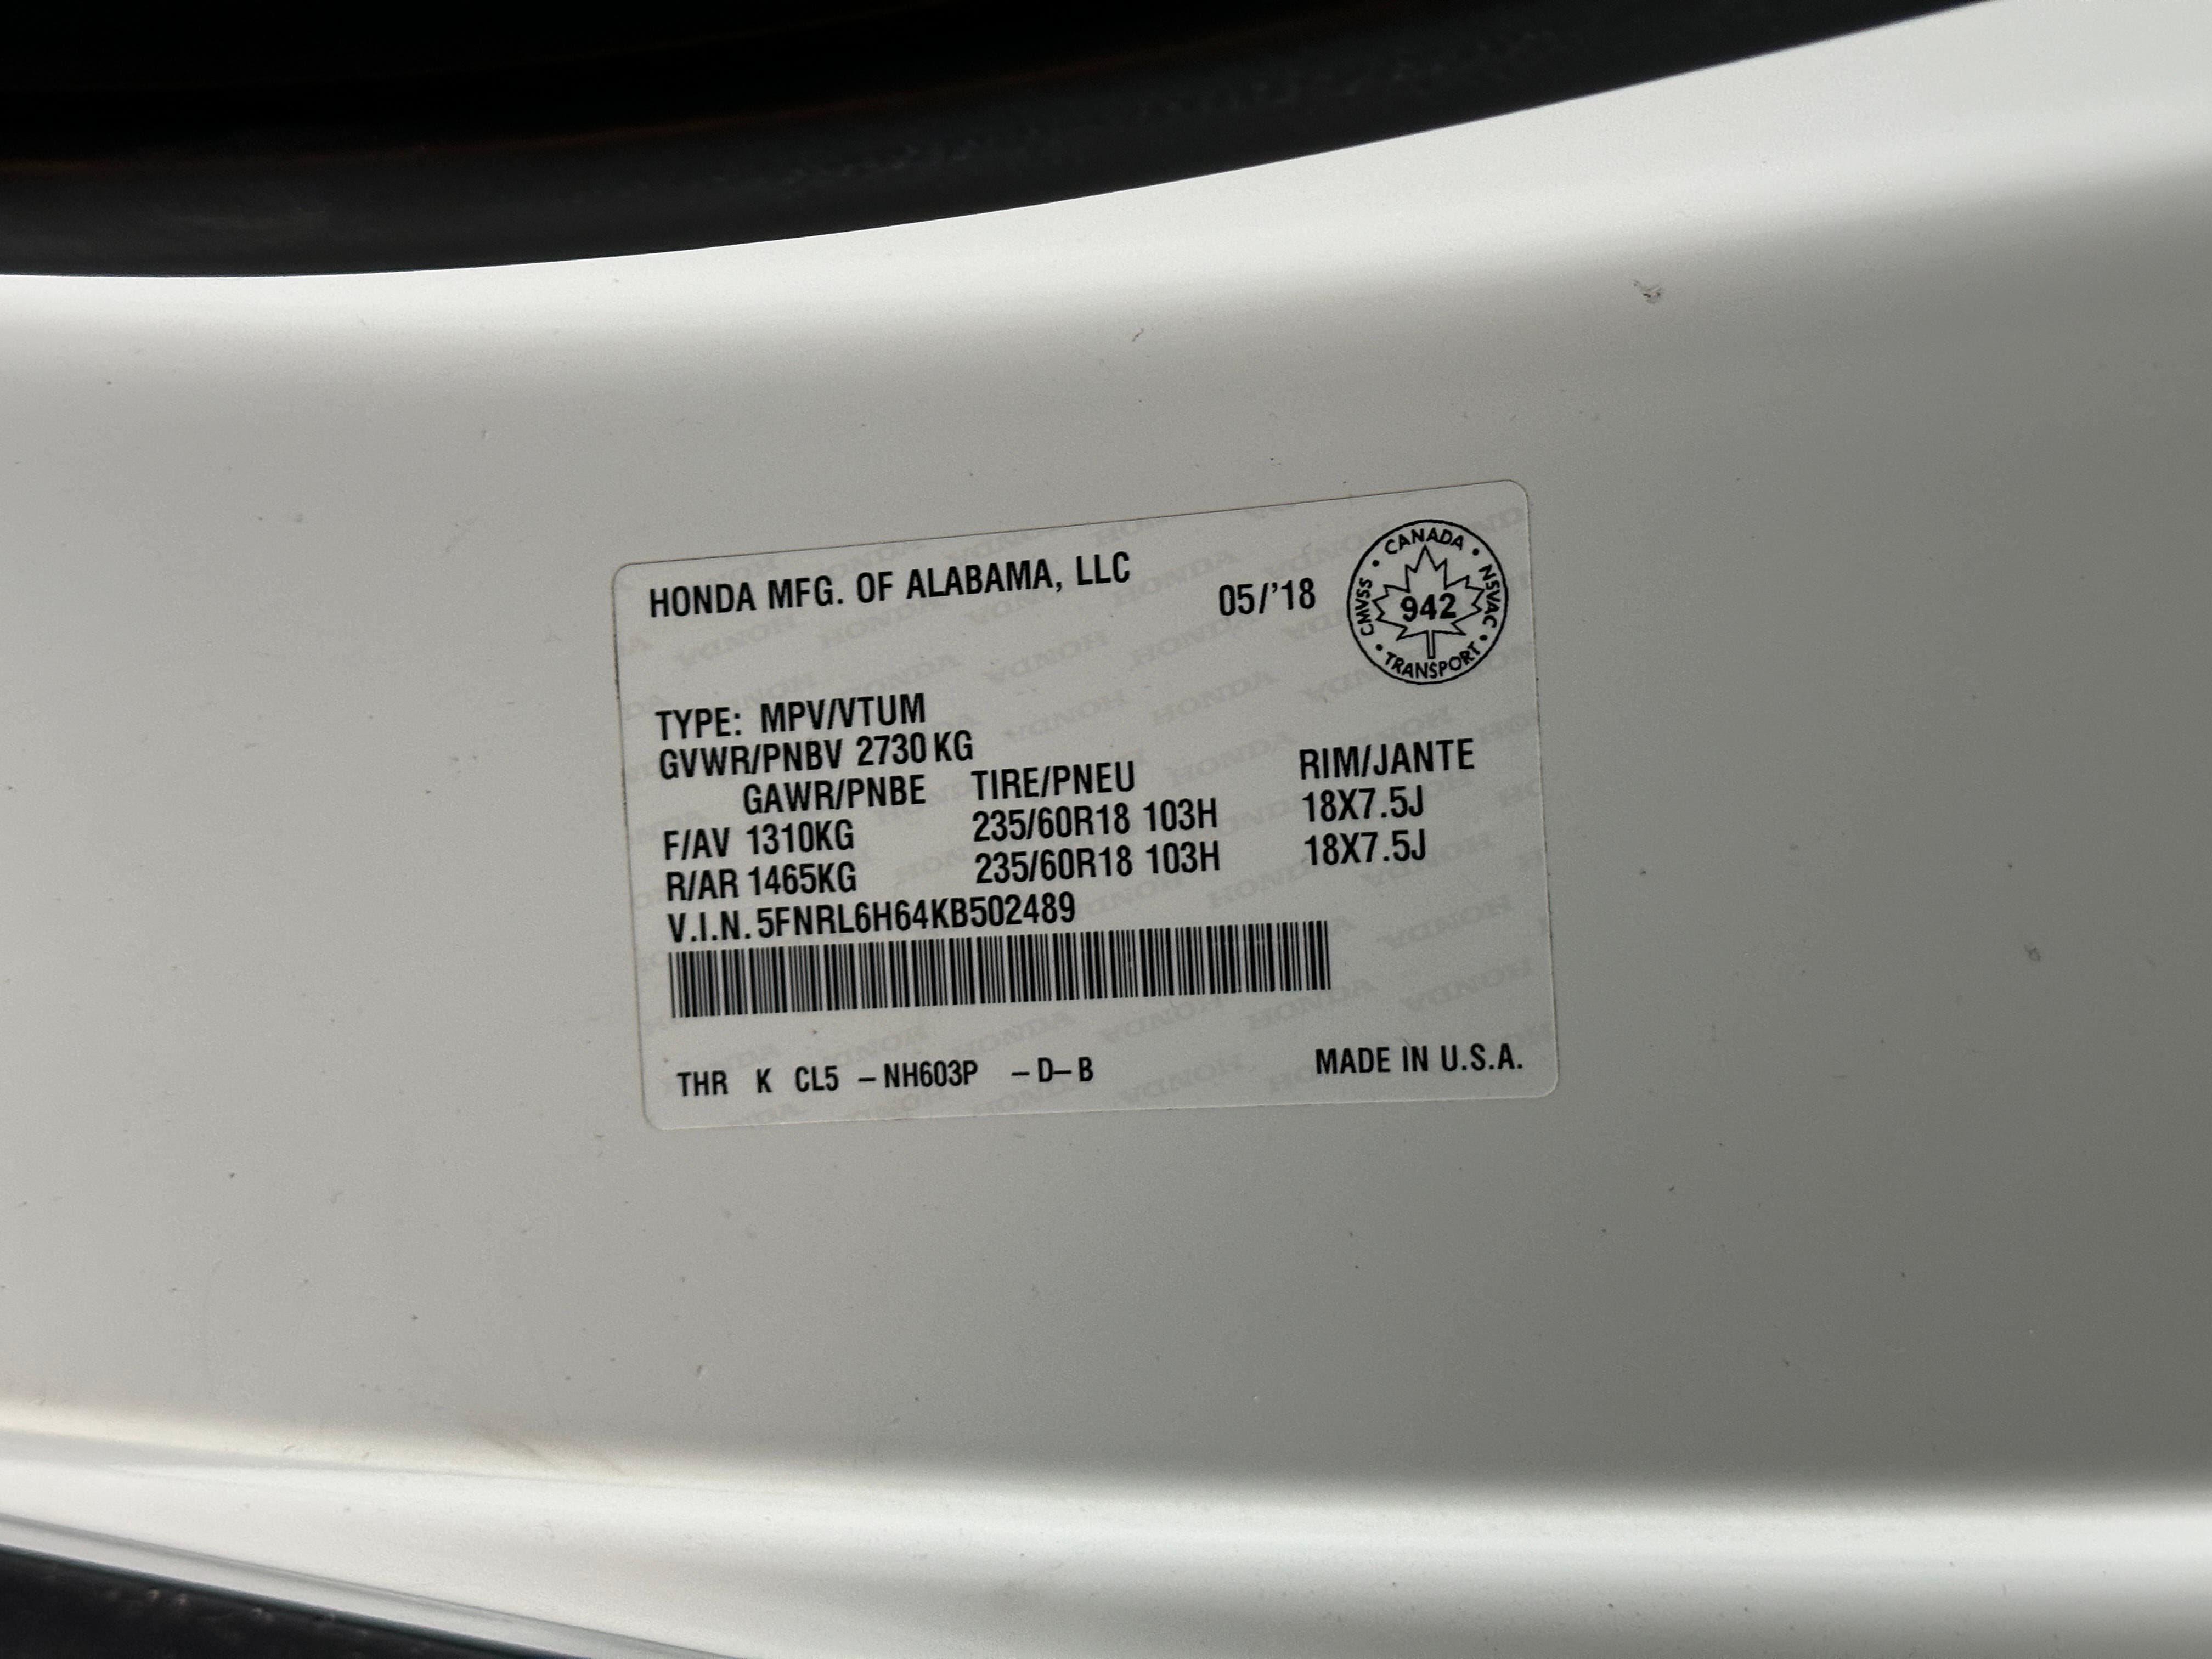 HONDA MFG. OF ALABAMA, LLC
05/'18
CANADA
CMVSS
942
NSVAC
TRANSPORT
TYPE: MPV/VTUM
GVWR/PNBV 2730 KG
GAWR/PNBE TIRE/PNEU RIM/JANTE
F/AV 1310KG 235/60R18 103H 18X7.5J
R/AR 1465KG 235/60R18 103H 18X7.5J
V.I.N. 5FNRL6H64KB502489
THR K CL5 – NH603P – D– B MADE IN U.S.A.